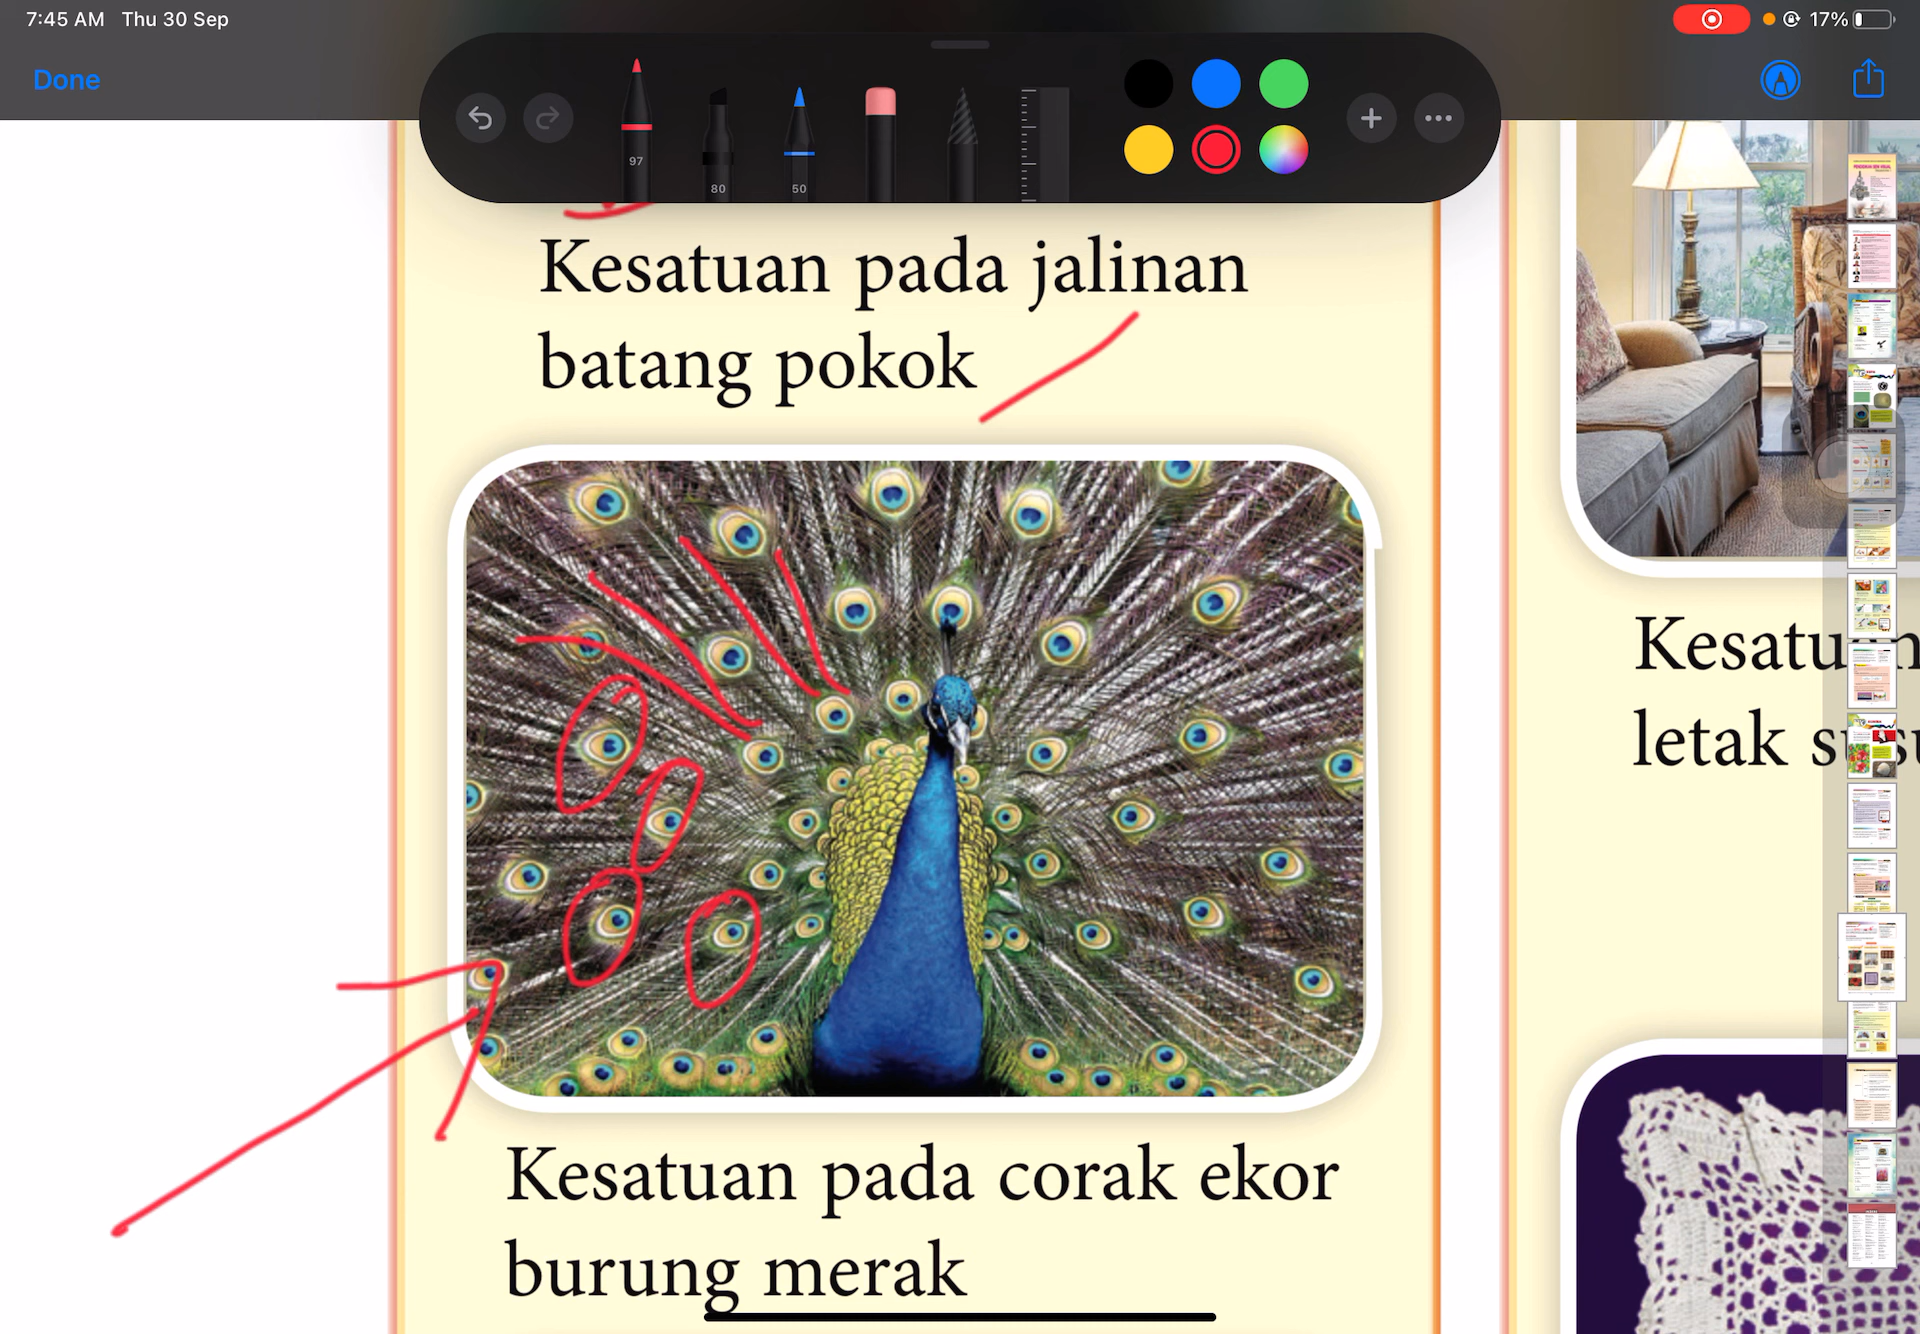 7:45 AM Thu 30 Sep
17%
Done
97
80
50
Kesatuan pada jalinan
batang pokok
Kesatuan pada corak ekor
burung merak
letak